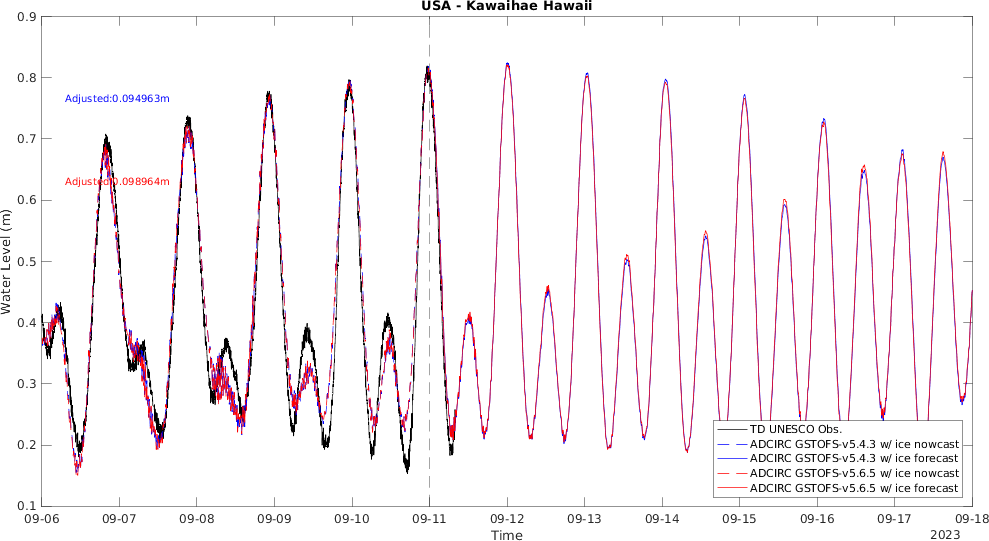 USA - Kawaihae Hawaii
0.9
0.8
0.7
0.6
0.5
0.4
0.3
0.2
0.1
Water Level (m)
Adjusted:0.094963m
Adjusted:0.098964m
TD UNESCO Obs.
ADCIRC GSTOFS-v5.4.3 w/ ice nowcast
ADCIRC GSTOFS-v5.4.3 w/ ice forecast
ADCIRC GSTOFS-v5.6.5 w/ ice nowcast
ADCIRC GSTOFS-v5.6.5 w/ ice forecast
09-06 09-07 09-08 09-09 09-10 09-11 09-12 09-13 09-14 09-15 09-16 09-17 09-18
Time
2023